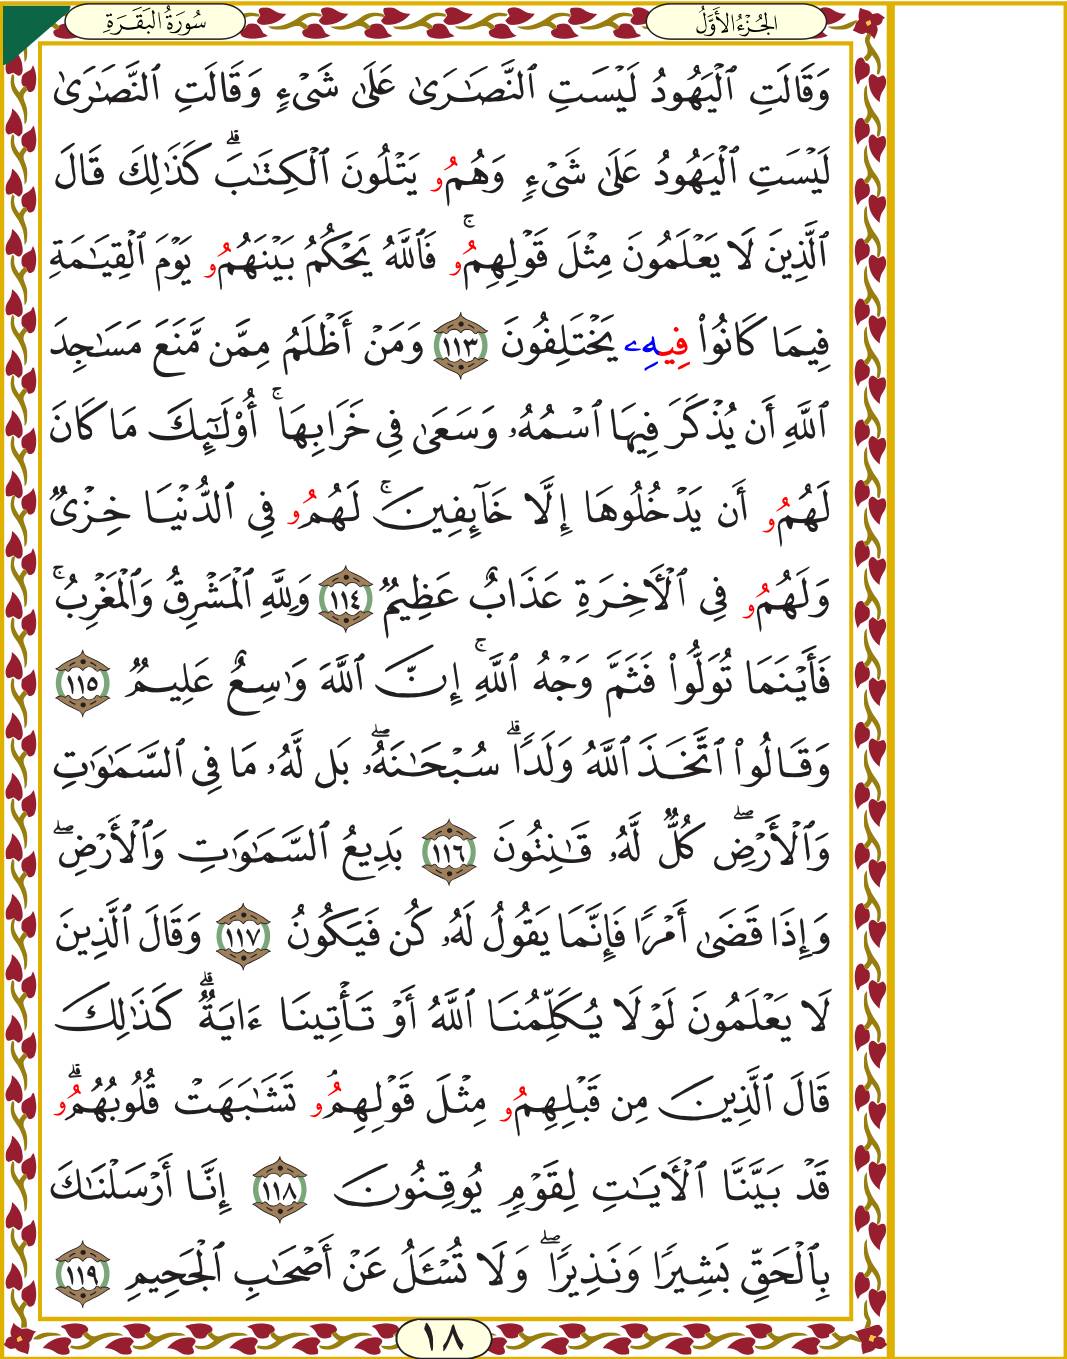 سُورَةُ البَقَرَةِ
الجُزْءُ الأَوَّلُ
وَقَالَتِ ٱلْيَهُودُ لَيْسَتِ ٱلنَّصَـٰرَىٰ عَلَىٰ شَىْءٍ وَقَالَتِ ٱلنَّصَـٰرَىٰ
لَيْسَتِ ٱلْيَهُودُ عَلَىٰ شَىْءٍ وَهُمُو يَتْلُونَ ٱلْكِتَـٰبَ ۗ كَذَٰلِكَ قَالَ
ٱلَّذِينَ لَا يَعْلَمُونَ مِثْلَ قَوْلِهِمُو ۚ فَٱللَّهُ يَحْكُمُ بَيْنَهُمُو يَوْمَ ٱلْقِيَـٰمَةِ
فِيمَا كَانُوا۟ فِيهِۦ يَخْتَلِفُونَ ١١٣ وَمَنْ أَظْلَمُ مِمَّن مَّنَعَ مَسَـٰجِدَ
ٱللَّهِ أَن يُذْكَرَ فِيهَا ٱسْمُهُۥ وَسَعَىٰ فِى خَرَابِهَا ۚ أُو۟لَـٰٓئِكَ مَا كَانَ
لَهُمُو أَن يَدْخُلُوهَا إِلَّا خَآئِفِينَ ۚ لَهُمُو فِى ٱلدُّنْيَا خِزْىٌ
وَلَهُمُو فِى ٱلْأَخِرَةِ عَذَابٌ عَظِيمٌ ١١٤ وَلِلَّهِ ٱلْمَشْرِقُ وَٱلْمَغْرِبُ ۚ
فَأَيْنَمَا تُوَلُّوا۟ فَثَمَّ وَجْهُ ٱللَّهِ ۚ إِنَّ ٱللَّهَ وَٰسِعٌ عَلِيمٌ ١١٥
وَقَالُوا۟ ٱتَّخَذَ ٱللَّهُ وَلَدًا ۗ سُبْحَـٰنَهُۥ ۖ بَل لَّهُۥ مَا فِى ٱلسَّمَـٰوَٰتِ
وَٱلْأَرْضِ ۖ كُلٌّ لَّهُۥ قَـٰنِتُونَ ١١٦ بَدِيعُ ٱلسَّمَـٰوَٰتِ وَٱلْأَرْضِ ۖ
وَإِذَا قَضَىٰٓ أَمْرًا فَإِنَّمَا يَقُولُ لَهُۥ كُن فَيَكُونُ ١١٧ وَقَالَ ٱلَّذِينَ
لَا يَعْلَمُونَ لَوْلَا يُكَلِّمُنَا ٱللَّهُ أَوْ تَأْتِينَا ءَايَةٌ ۗ كَذَٰلِكَ
قَالَ ٱلَّذِينَ مِن قَبْلِهِمُو مِثْلَ قَوْلِهِمُو ۘ تَشَـٰبَهَتْ قُلُوبُهُمُو ۗ
قَدْ بَيَّنَّا ٱلْأَيَـٰتِ لِقَوْمٍ يُوقِنُونَ ١١٨ إِنَّا أَرْسَلْنَـٰكَ
بِٱلْحَقِّ بَشِيرًا وَنَذِيرًا ۖ وَلَا تُسْـَٔلُ عَنْ أَصْحَـٰبِ ٱلْجَحِيمِ ١١٩
١٨